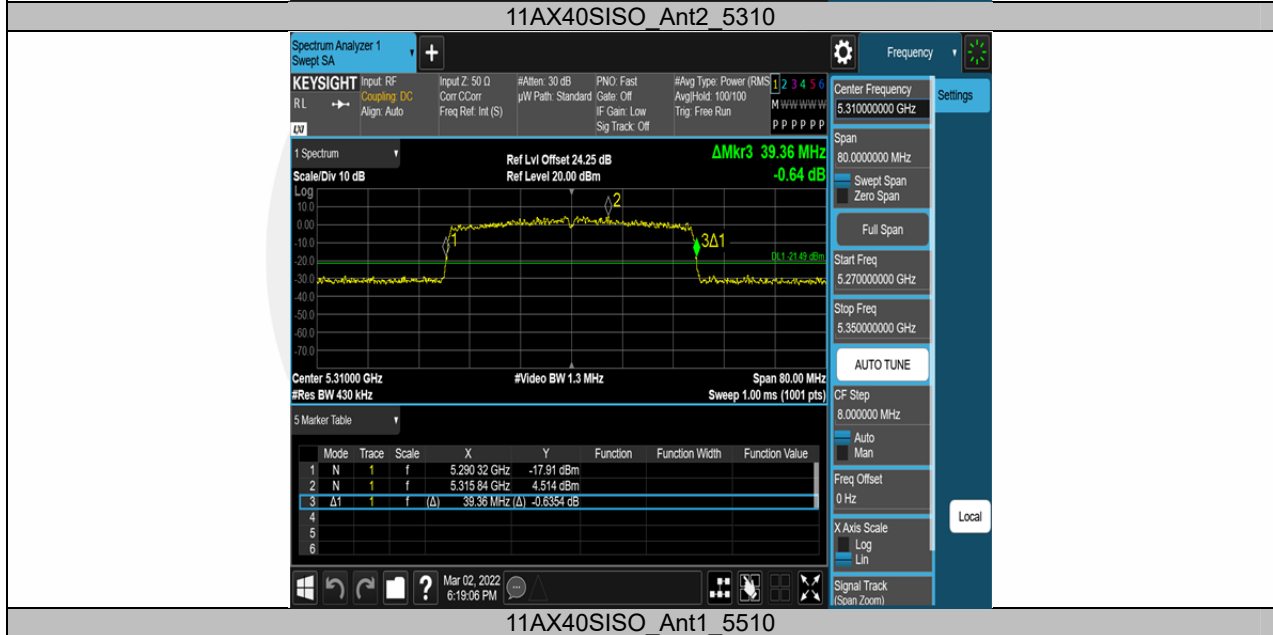 11AX40SISO_Ant2_5310
Spectrum Analyzer 1
Swept SA
+
Frequency
KEYSIGHT
RL
LXI
Input: RF
Coupling: DC
Align: Auto
Input Z: 50 Ω
Corr CCorr
Freq Ref: Int (S)
#Atten: 30 dB
µW Path: Standard
PNO: Fast
Gate: Off
IF Gain: Low
Sig Track: Off
#Avg Type: Power (RMS
Avg|Hold: 100/100
Trig: Free Run
1 2 3 4 5 6
M W W W W W
P P P P P P
1 Spectrum
Scale/Div 10 dB
Ref Lvl Offset 24.25 dB
Ref Level 20.00 dBm
ΔMkr3 39.36 MHz
-0.64 dB
Log
10.0
0.00
-10.0
-20.0
-30.0
-40.0
-50.0
-60.0
-70.0
1
2
3Δ1
DL1 -21.49 dBm
Center 5.31000 GHz
#Res BW 430 kHz
#Video BW 1.3 MHz
Span 80.00 MHz
Sweep 1.00 ms (1001 pts)
5 Marker Table
Mode Trace Scale X Y Function Function Width Function Value
1 N 1 f 5.290 32 GHz -17.91 dBm
2 N 1 f 5.315 84 GHz 4.514 dBm
3 Δ1 1 f (Δ) 39.36 MHz (Δ) -0.6354 dB
4
5
6
Mar 02, 2022
6:19:06 PM
Center Frequency
5.310000000 GHz
Settings
Span
80.0000000 MHz
Swept Span
Zero Span
Full Span
Start Freq
5.270000000 GHz
Stop Freq
5.350000000 GHz
AUTO TUNE
CF Step
8.000000 MHz
Auto
Man
Freq Offset
0 Hz
X Axis Scale
Log
Lin
Local
Signal Track
(Span Zoom)
11AX40SISO_Ant1_5510